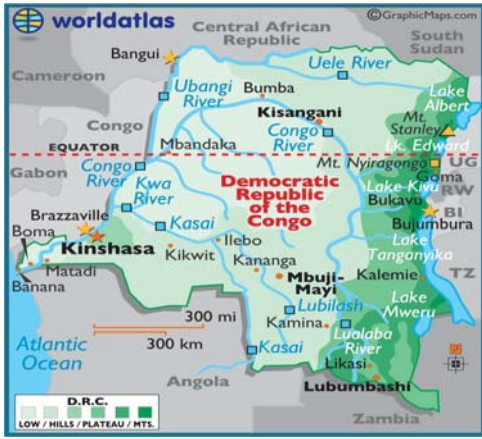 worldatlas
©GraphicMaps.com
Central African
Republic
South
Sudan
Bangui
Cameroon
Uele River
Lake
Albert
Ubangi
River
Bumba
Kisangani
Mt.
Stanley
Congo
Congo
River
Lk. Edward
Mbandaka
EQUATOR
Mt. Nyiragongo
UG
Gabon
Congo
River
Goma
Kwa
River
Democratic
Republic
of the
Congo
Lake Kivu
RW
Bukavu
Brazzaville
Kasai
BI
Bujumbura
Boma
Kinshasa
Ilebo
Lake
Tanganyika
Kikwit
Kananga
Matadi
Banana
Mbuji-
Mayi
Kalemie
TZ
Lubilash
Lake
Mweru
300 mi
Kamina
Lualaba
River
300 km
Atlantic
Ocean
Kasai
Likasi
Angola
Lubumbashi
D.R.C.
LOW / HILLS / PLATEAU / MTS.
Zambia